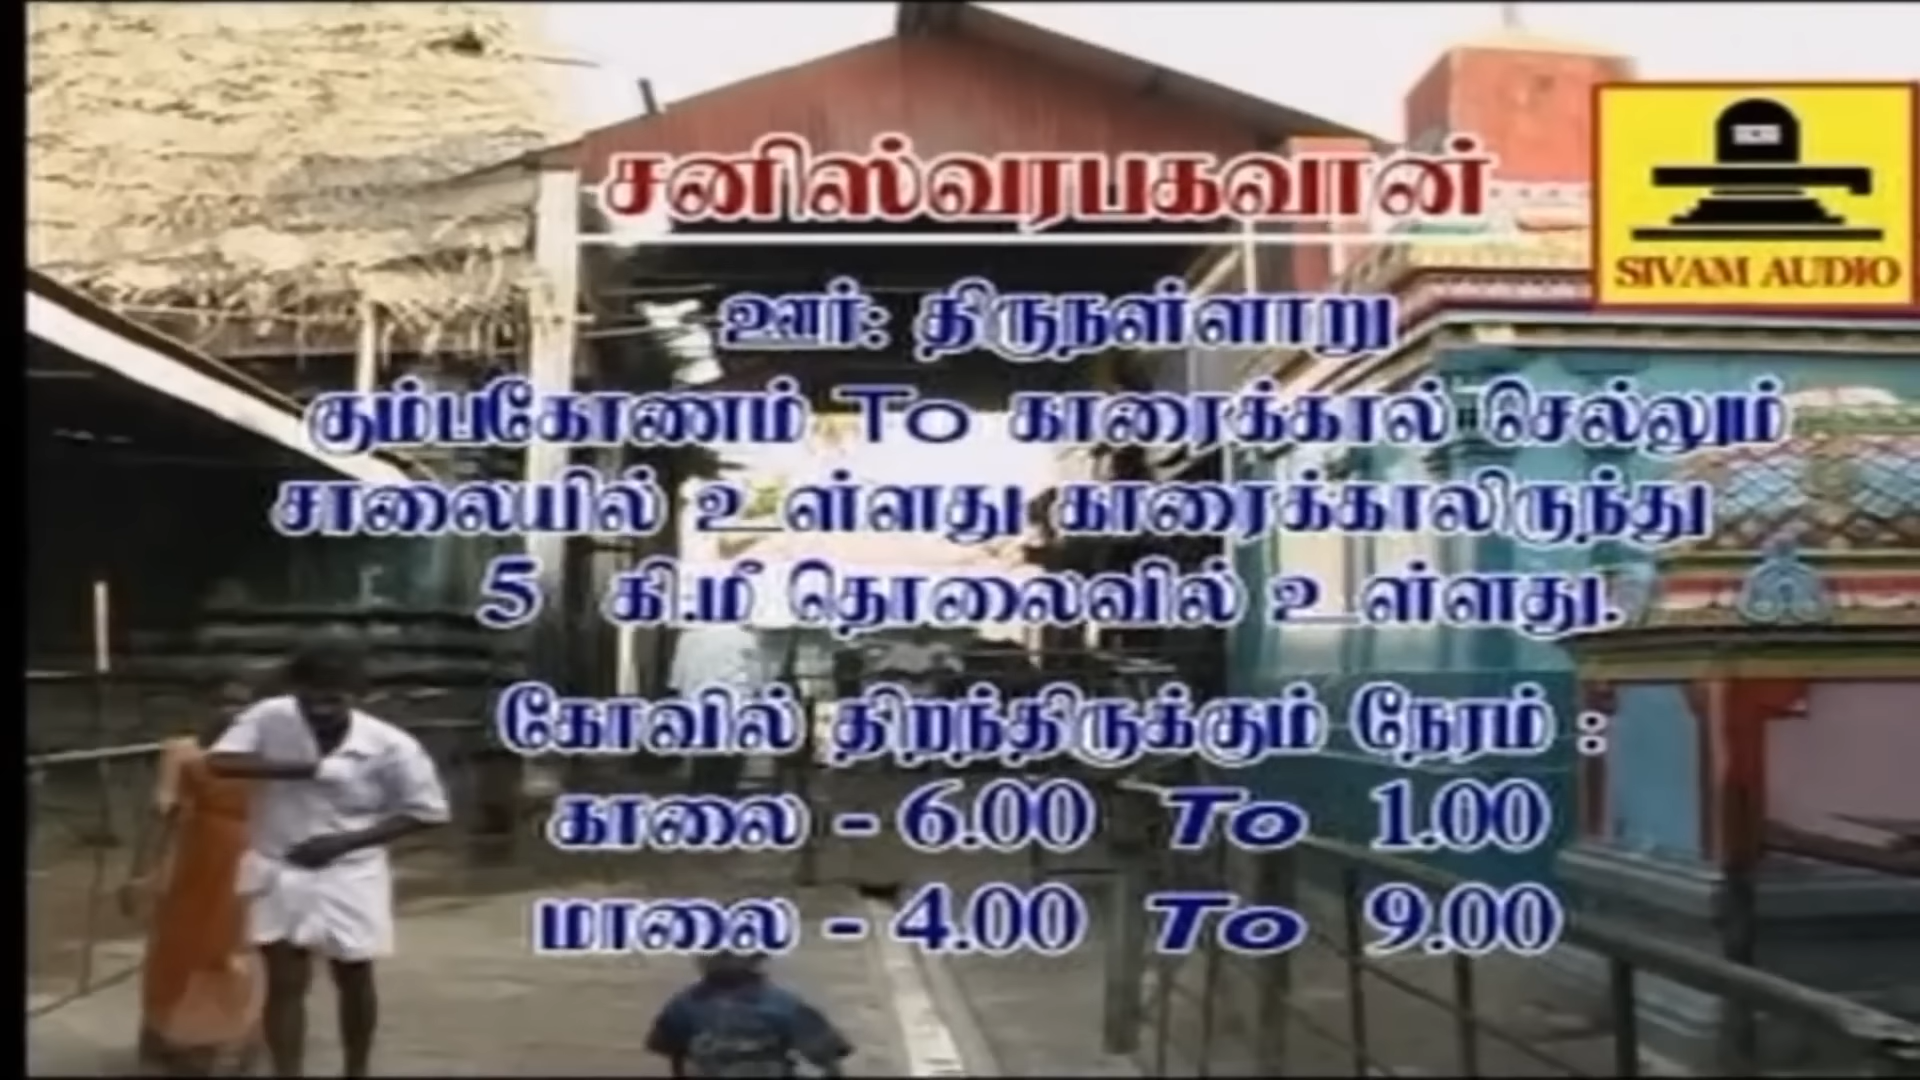 சனிஸ்வரபகவான்
SIVAM AUDIO
ஊர்: திருநள்ளாறு
கும்பகோணம் To காரைக்கால் செல்லும்
சாலையில் உள்ளது காரைக்காலிருந்து
5 கி.மீ தொலைவில் உள்ளது.
கோவில் திறந்திருக்கும் நேரம் :
காலை - 6.00 To 1.00
மாலை - 4.00 To 9.00